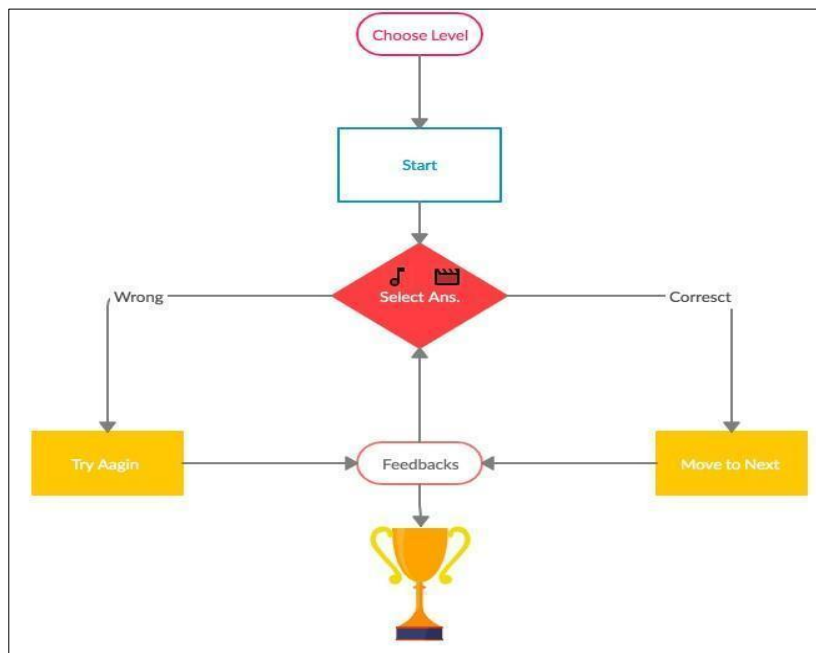 Choose Level
Start
Select Ans.
Wrong
Corresct
Try Aagin
Feedbacks
Move to Next